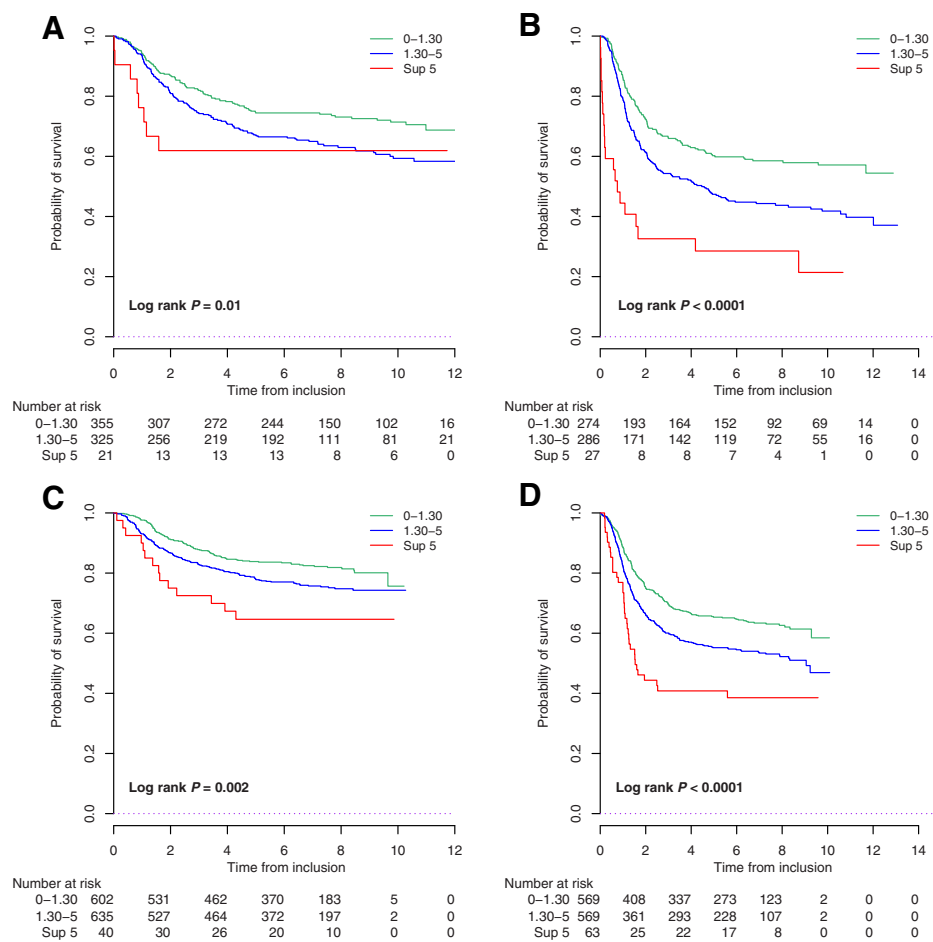 A
1.0
0.8
0.6
0.4
0.2
0.0
Probability of survival
0–1.30
1.30–5
Sup 5
Log rank P = 0.01
0 2 4 6 8 10 12
Time from inclusion
Number at risk
0–1.30 355 307 272 244 150 102 16
1.30–5 325 256 219 192 111 81 21
Sup 5 21 13 13 13 8 6 0
B
1.0
0.8
0.6
0.4
0.2
0.0
Probability of survival
0–1.30
1.30–5
Sup 5
Log rank P < 0.0001
0 2 4 6 8 10 12 14
Time from inclusion
Number at risk
0–1.30 274 193 164 152 92 69 14 0
1.30–5 286 171 142 119 72 55 16 0
Sup 5 27 8 8 7 4 1 0 0
C
1.0
0.8
0.6
0.4
0.2
0.0
Probability of survival
0–1.30
1.30–5
Sup 5
Log rank P = 0.002
0 2 4 6 8 10 12
Time from inclusion
Number at risk
0–1.30 602 531 462 370 183 5 0
1.30–5 635 527 464 372 197 2 0
Sup 5 40 30 26 20 10 0 0
D
1.0
0.8
0.6
0.4
0.2
0.0
Probability of survival
0–1.30
1.30–5
Sup 5
Log rank P < 0.0001
0 2 4 6 8 10 12 14
Time from inclusion
Number at risk
0–1.30 569 408 337 273 123 2 0 0
1.30–5 569 361 293 228 107 2 0 0
Sup 5 63 25 22 17 8 0 0 0